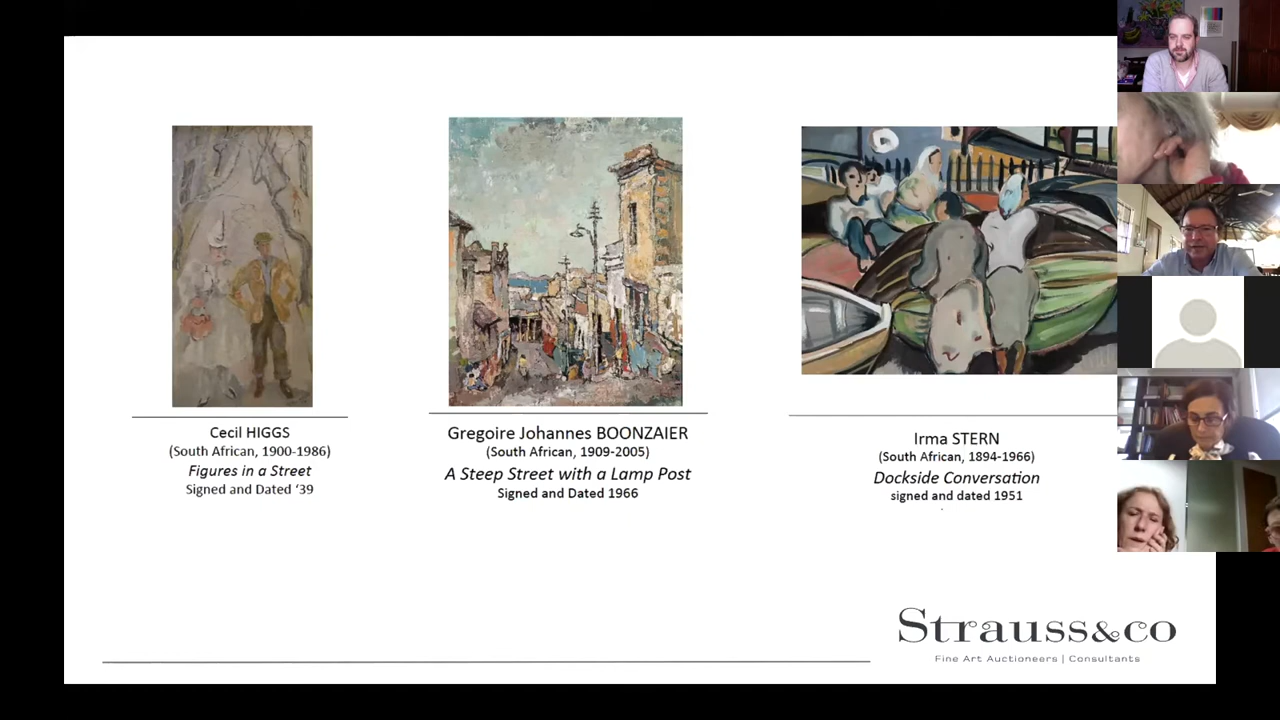 Cecil HIGGS
(South African, 1900-1986)
Figures in a Street
Signed and Dated ‘39
Gregoire Johannes BOONZAIER
(South African, 1909-2005)
A Steep Street with a Lamp Post
Signed and Dated 1966
Irma STERN
(South African, 1894-1966)
Dockside Conversation
signed and dated 1951
.
Strauss&co
Fine Art Auctioneers | Consultants